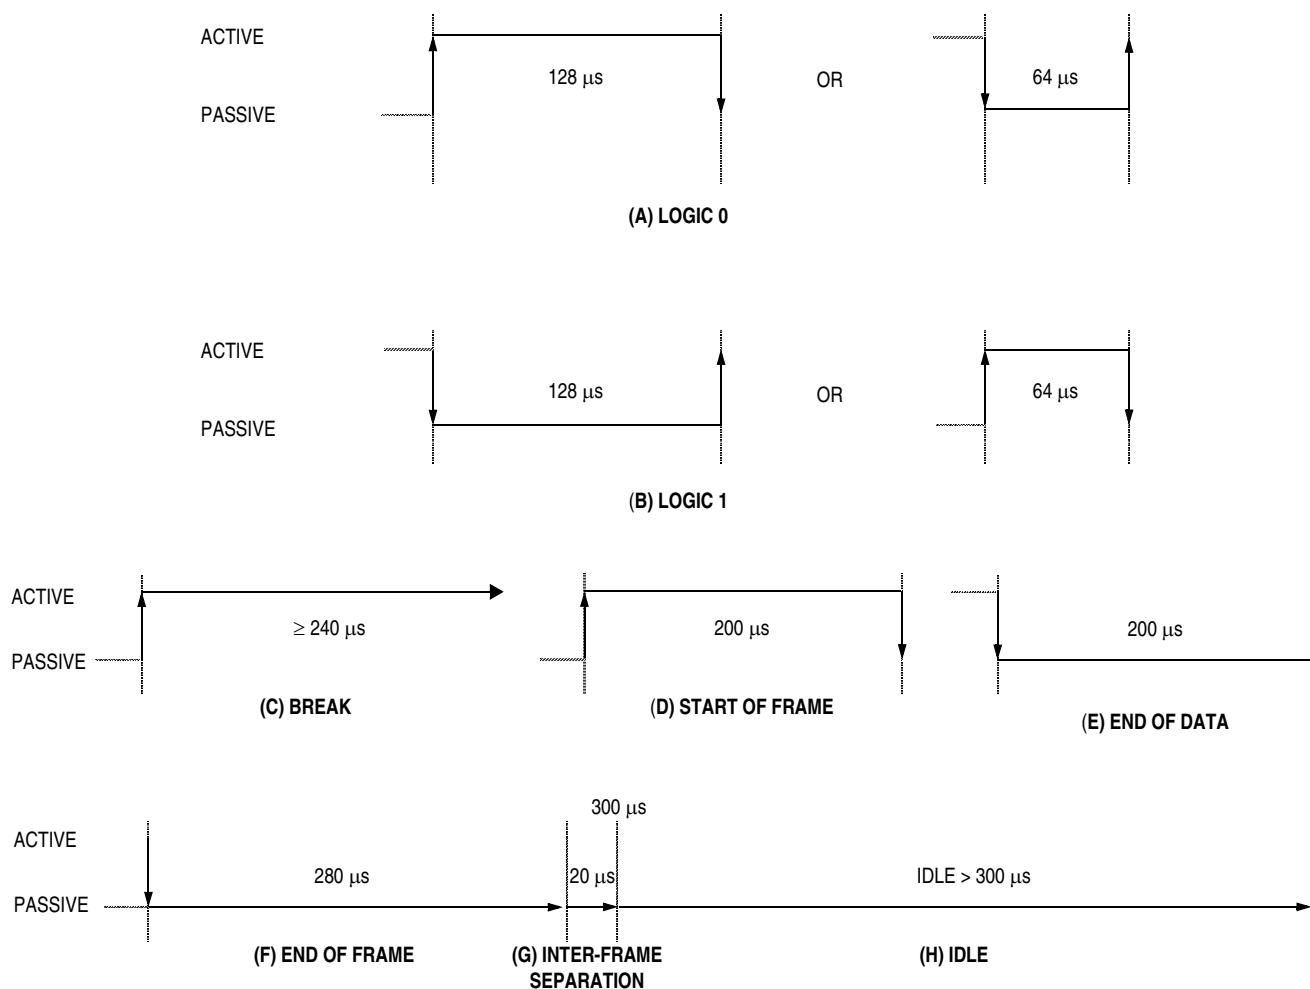 ACTIVE
128 μs
OR
64 μs
PASSIVE
(A) LOGIC 0
ACTIVE
128 μs
OR
64 μs
PASSIVE
(B) LOGIC 1
ACTIVE
≥ 240 μs
200 μs
200 μs
PASSIVE
(C) BREAK
(D) START OF FRAME
(E) END OF DATA
300 μs
ACTIVE
280 μs
20 μs
IDLE > 300 μs
PASSIVE
(F) END OF FRAME
(G) INTER-FRAME
SEPARATION
(H) IDLE